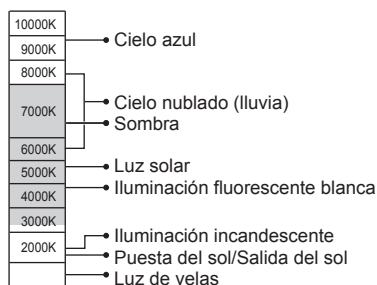 10000K
9000K
Cielo azul
8000K
7000K
Cielo nublado (lluvia)
Sombra
6000K
5000K
Luz solar
4000K
Iluminación fluorescente blanca
3000K
2000K
Iluminación incandescente
Puesta del sol/Salida del sol
Luz de velas